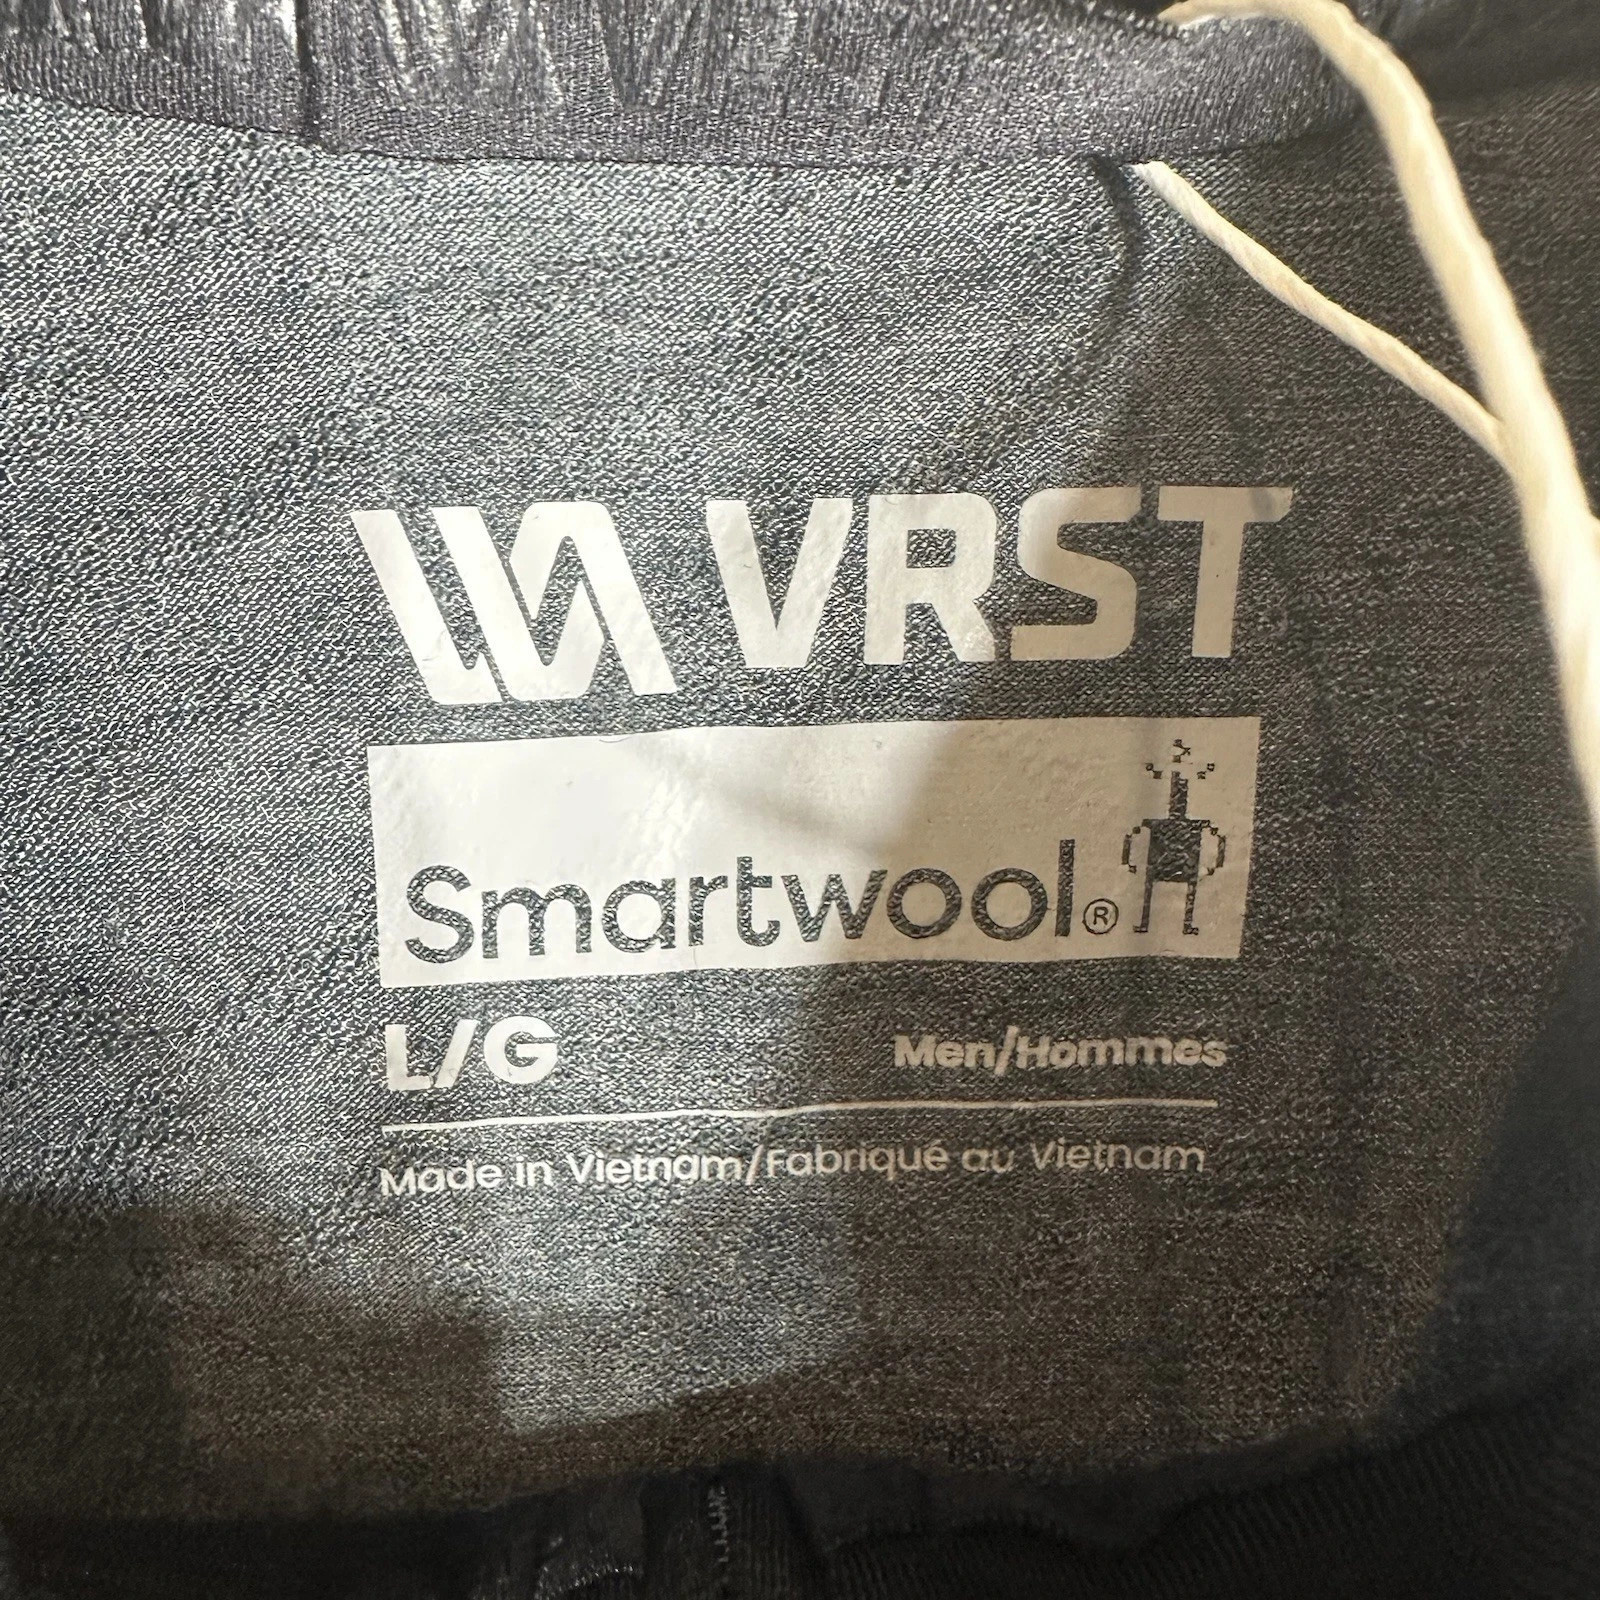 VRST
Smartwool®
L/G
Men/Hommes
Made in Vietnam/Fabriqué au Vietnam